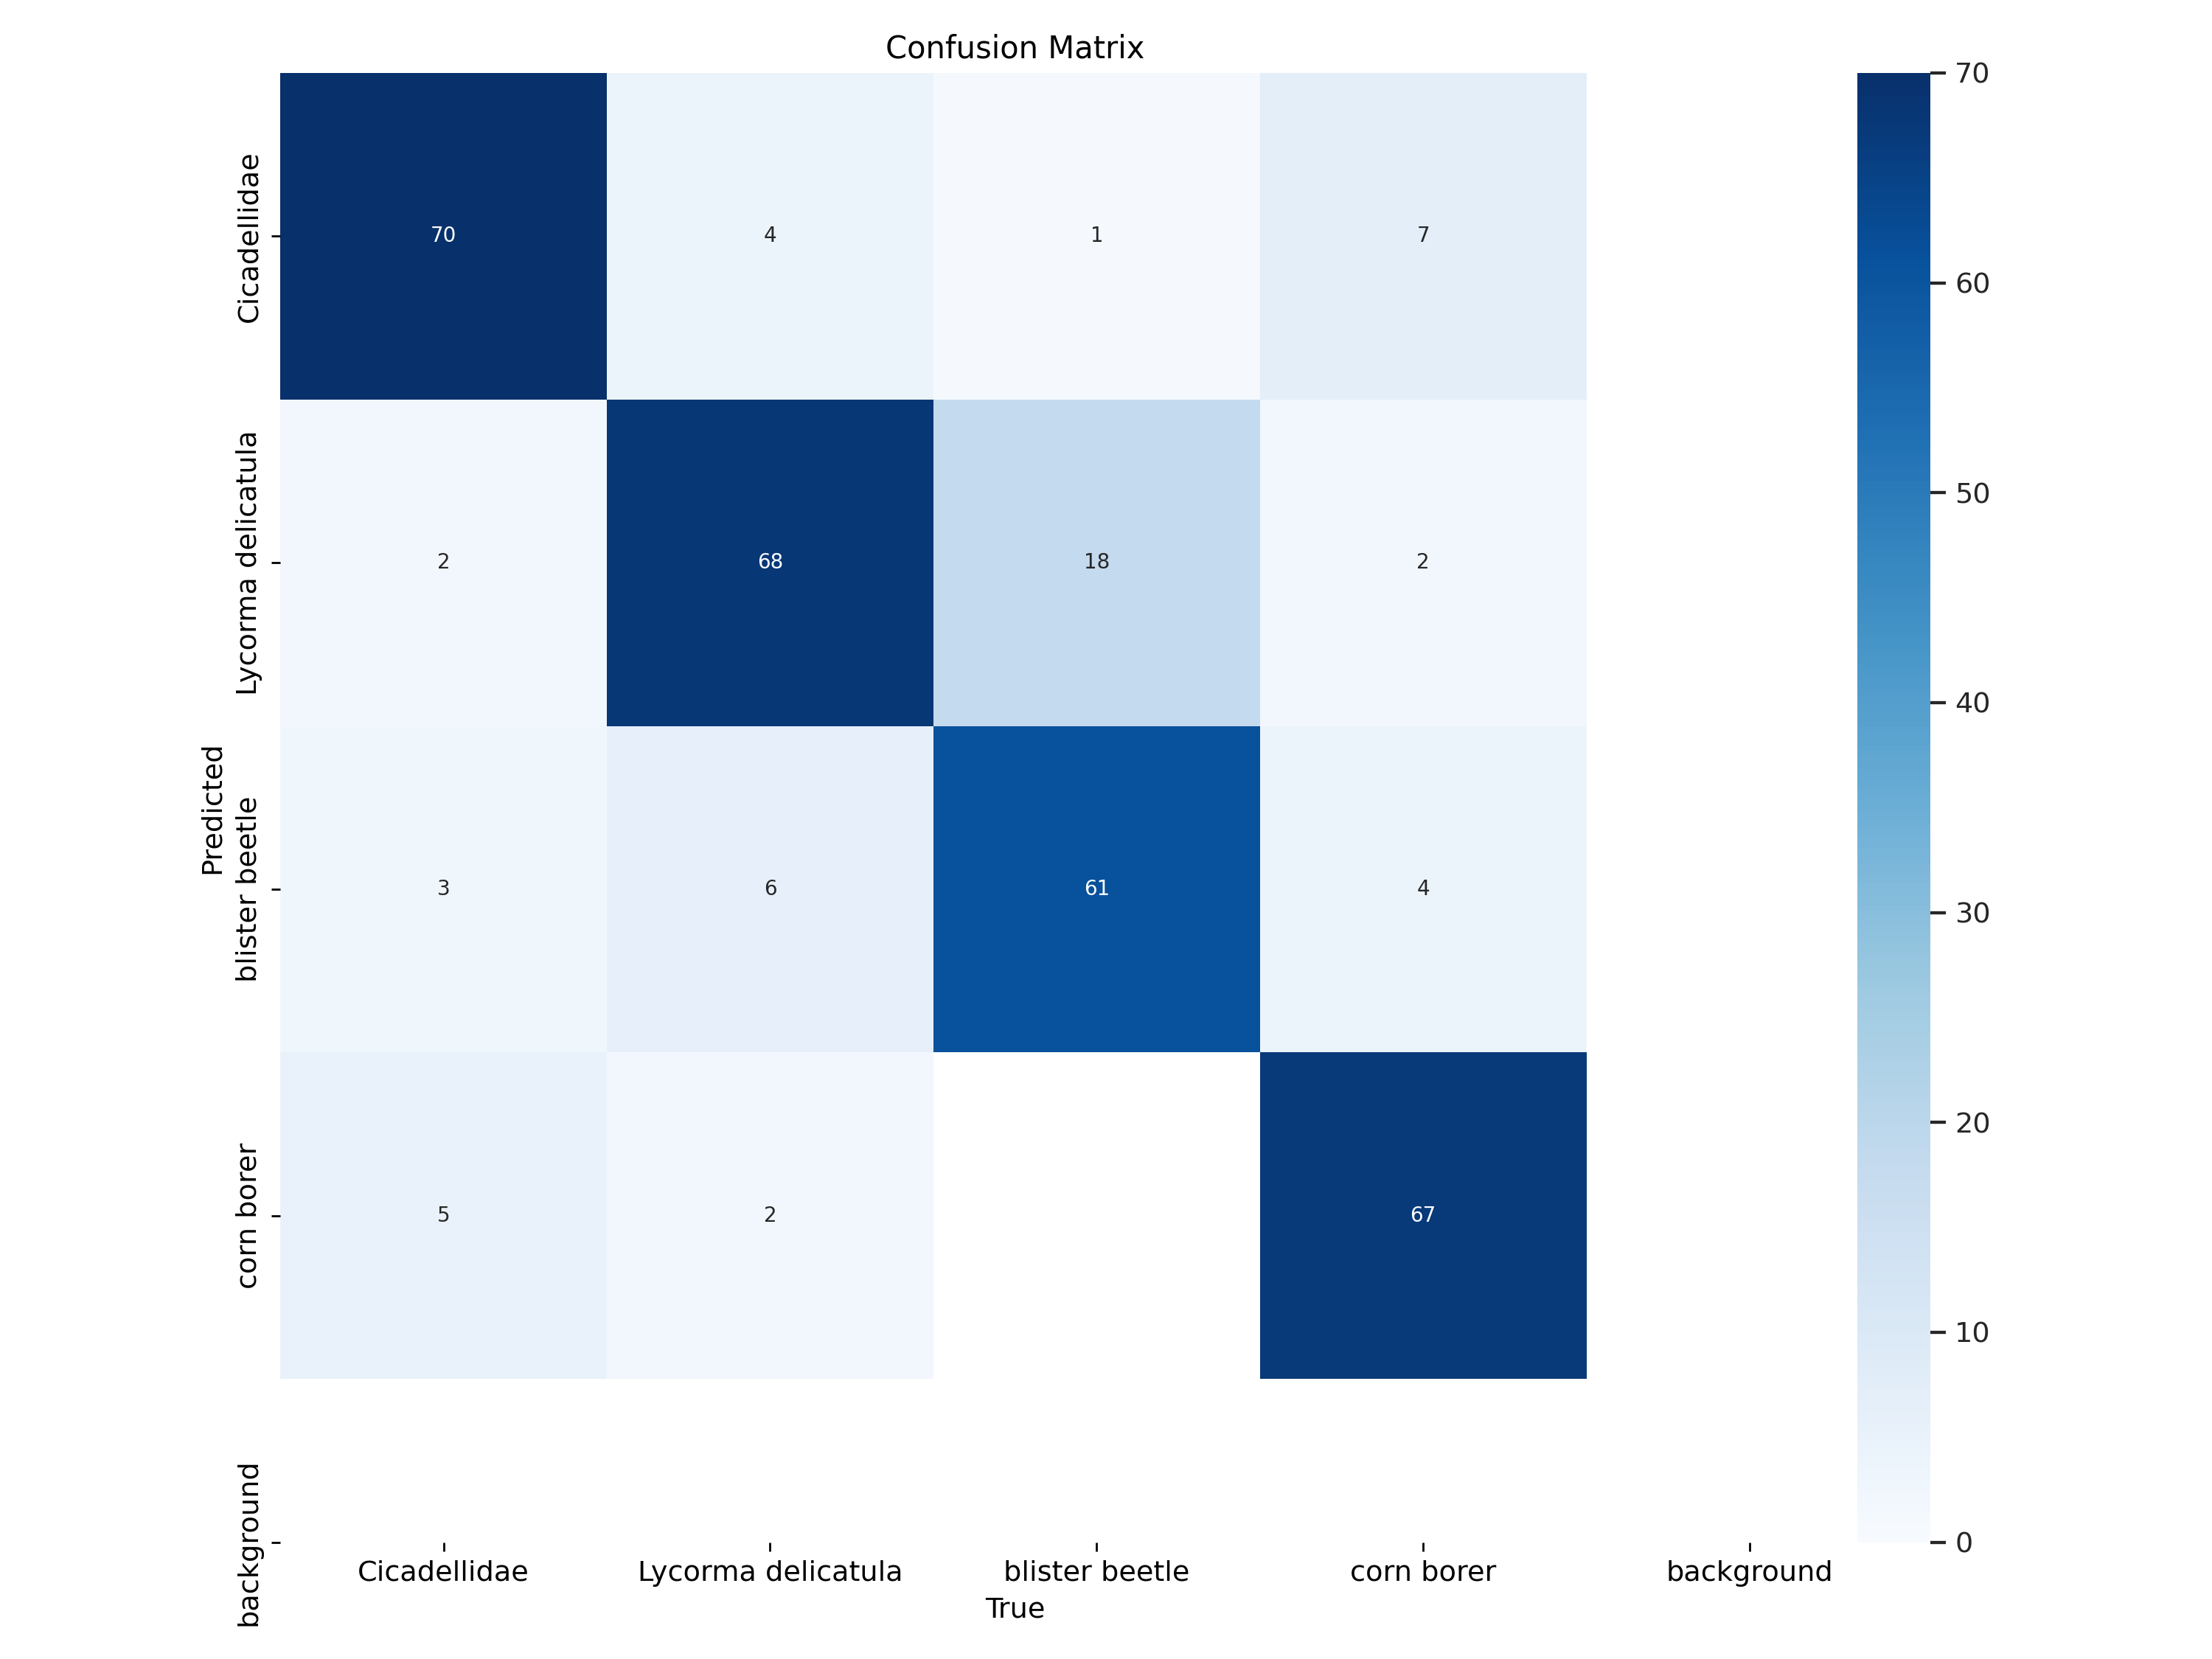 Confusion Matrix
Cicadellidae
70 4 1 7
Lycorma delicatula
2 68 18 2
Predicted
blister beetle
3 6 61 4
corn borer
5 2 67
background
Cicadellidae Lycorma delicatula blister beetle corn borer background
True
70
60
50
40
30
20
10
0